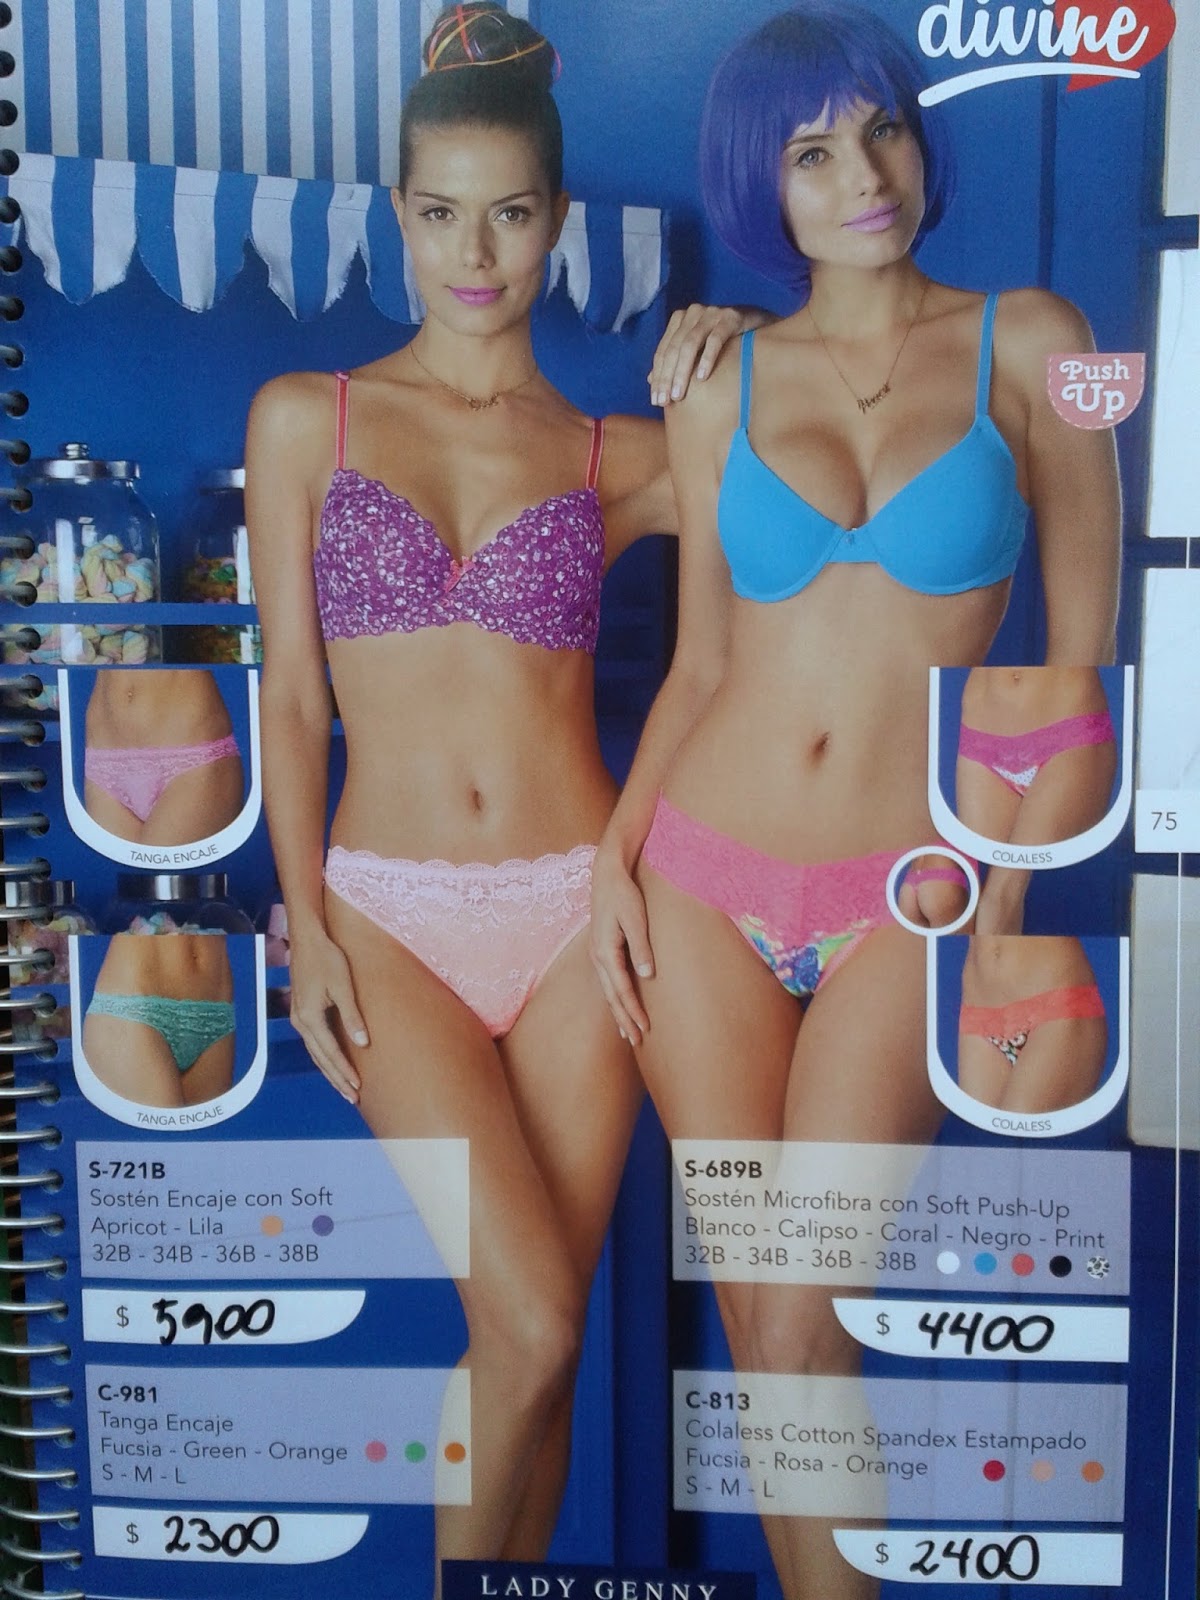 divine
Push
Up
TANGA ENCAJE
COLALESS
75
TANGA ENCAJE
COLALESS
S-721B
Sostén Encaje con Soft
Apricot - Lila
32B - 34B - 36B - 38B
$ 5900
C-981
Tanga Encaje
Fucsia - Green - Orange
S - M - L
$ 2300
S-689B
Sostén Microfibra con Soft Push-Up
Blanco - Calipso - Coral - Negro - Print
32B - 34B - 36B - 38B
$ 4400
C-813
Colaless Cotton Spandex Estampado
Fucsia - Rosa - Orange
S - M - L
$ 2400
LADY GENNY